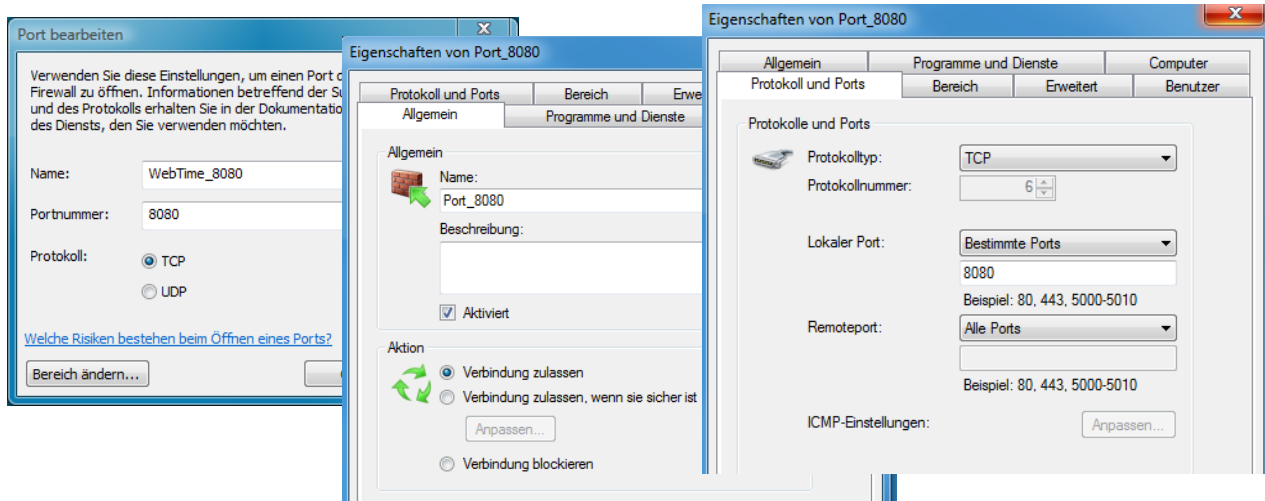 Port bearbeiten
Verwenden Sie diese Einstellungen, um einen Port
Firewall zu öffnen. Informationen betreffend der
und des Protokolls erhalten Sie in der
des Diensts, den Sie verwenden möchten.
Name:
WebTime_8080
Portnummer:
8080
Protokoll:
TCP
UDP
Welche Risiken bestehen beim Öffnen eines Ports?
Bereich ändern...
Eigenschaften von Port_8080
Protokoll und Ports
Bereich
Allgemein
Programme und Dienste
Allgemein
Name:
Port_8080
Beschreibung:
Aktiviert
Aktion
Verbindung zulassen
Verbindung zulassen, wenn sie sicher ist
Anpassen...
Verbindung blockieren
Eigenschaften von Port_8080
Allgemein
Programme und Dienste
Computer
Protokoll und Ports
Bereich
Erweitert
Benutzer
Protokolle und Ports
Protokolltyp:
TCP
Protokollnummer:
6
Lokaler Port:
Bestimmte Ports
8080
Beispiel: 80, 443, 5000-5010
Remoteport:
Alle Ports
Beispiel: 80, 443, 5000-5010
ICMP-Einstellungen:
Anpassen...